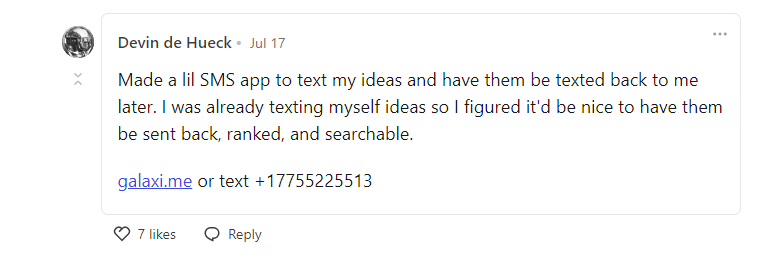 Devin de Hueck • Jul 17
Made a lil SMS app to text my ideas and have them be texted back to me
later. I was already texting myself ideas so I figured it'd be nice to have them
be sent back, ranked, and searchable.
galaxi.me or text +17755225513
7 likes Reply